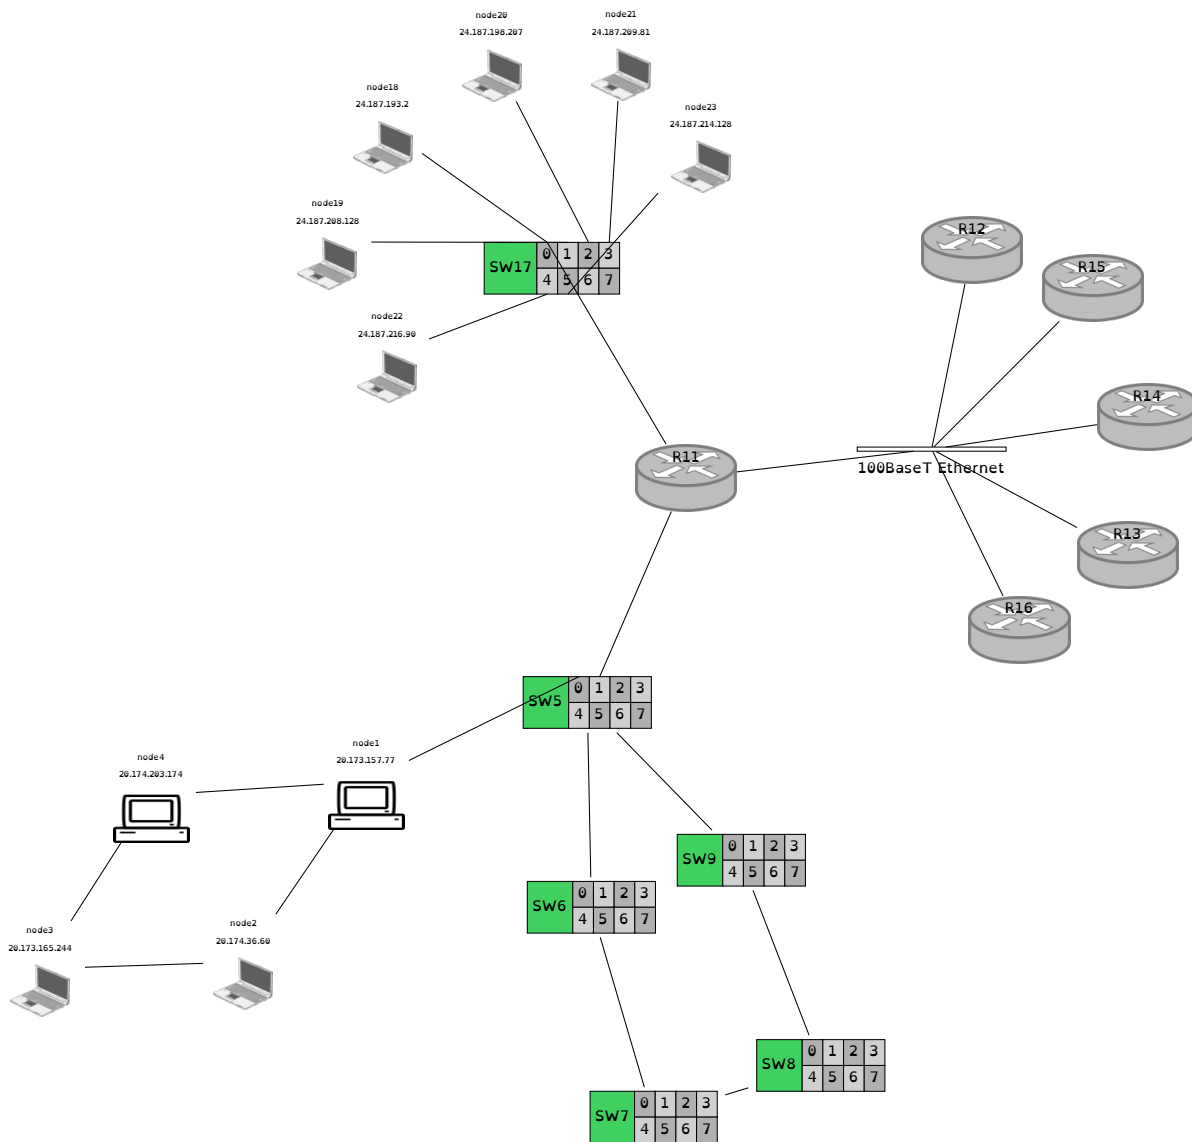 node20
24.187.198.207
node21
24.187.209.81
node18
24.187.193.2
node23
24.187.214.128
node19
24.187.208.128
R12
SW17 0 1 2 3
4 5 6 7
R15
node22
24.187.216.90
R14
R11
100BaseT Ethernet
R13
R16
SW5 0 1 2 3
4 5 6 7
node1
20.173.157.77
node4
20.174.203.174
SW9 0 1 2 3
4 5 6 7
SW6 0 1 2 3
4 5 6 7
node2
20.174.36.60
node3
20.173.165.244
SW8 0 1 2 3
4 5 6 7
SW7 0 1 2 3
4 5 6 7